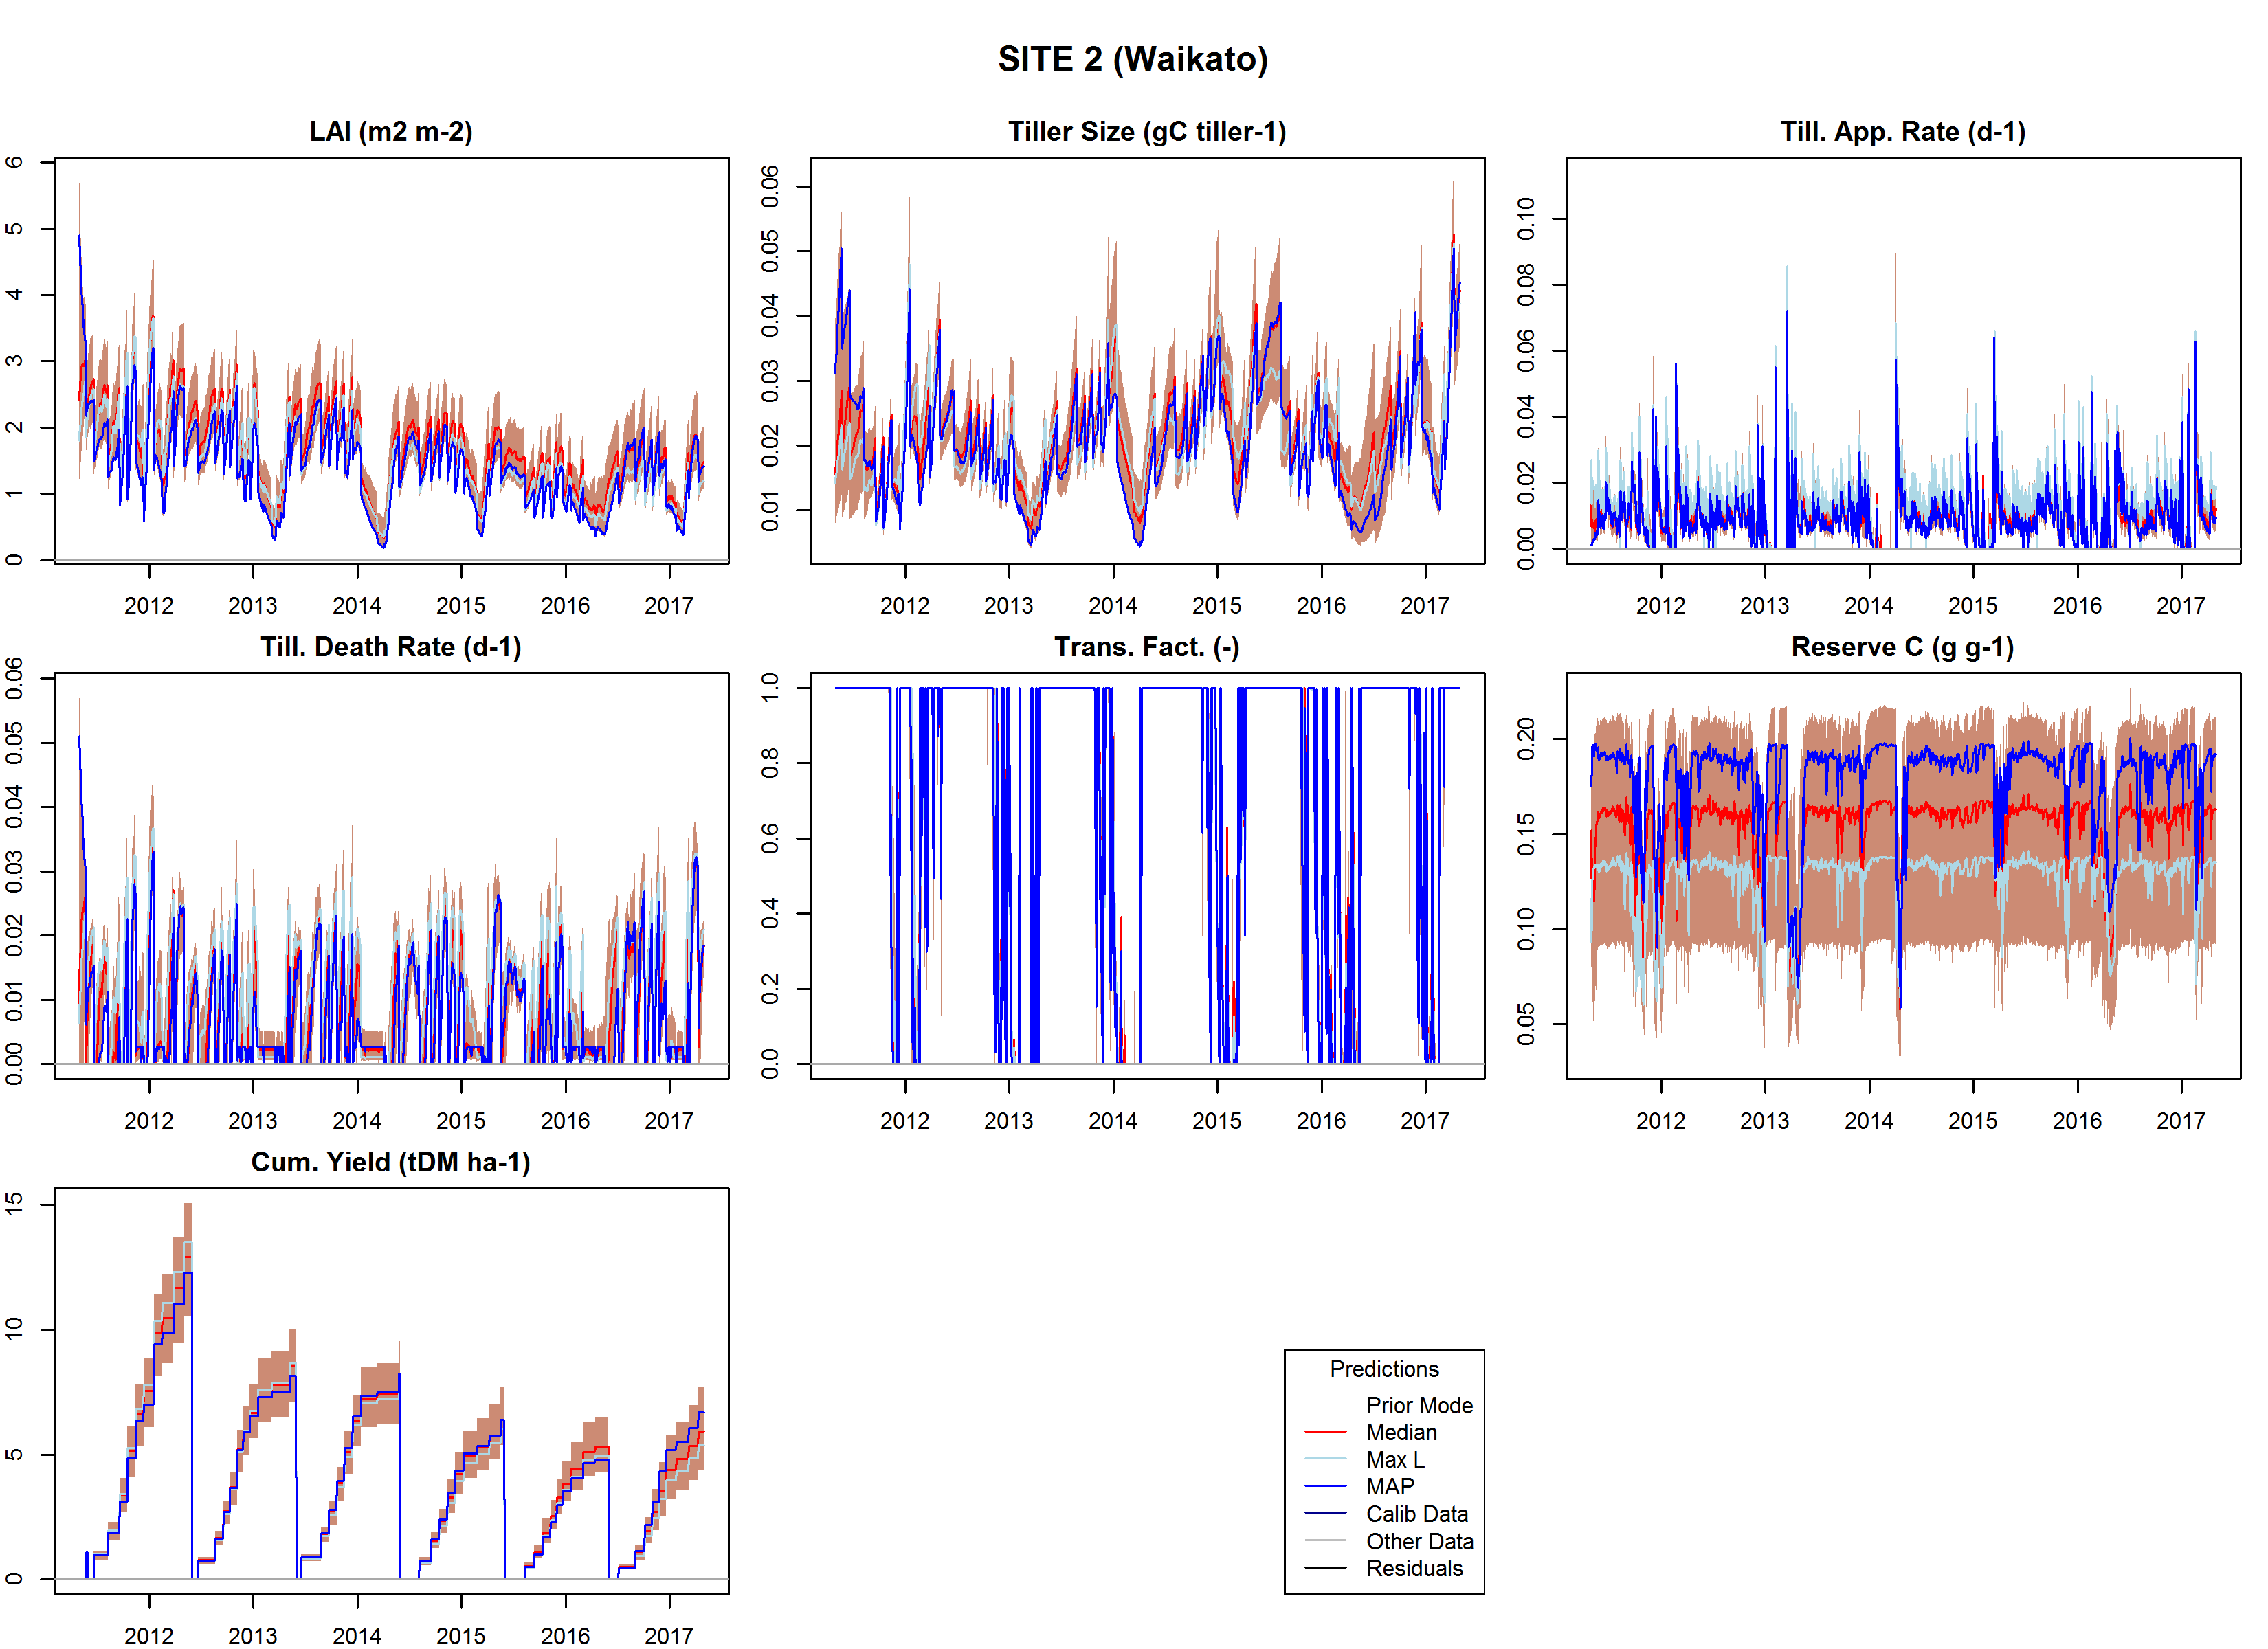 SITE 2 (Waikato)
LAI (m2 m-2)
Tiller Size (gC tiller-1)
Till. App. Rate (d-1)
0 1 2 3 4 5 6
2012 2013 2014 2015 2016 2017
0.01 0.02 0.03 0.04 0.05 0.06
2012 2013 2014 2015 2016 2017
0.00 0.02 0.04 0.06 0.08 0.10
2012 2013 2014 2015 2016 2017
Till. Death Rate (d-1)
Trans. Fact. (-)
Reserve C (g g-1)
0.00 0.01 0.02 0.03 0.04 0.05 0.06
2012 2013 2014 2015 2016 2017
0.0 0.2 0.4 0.6 0.8 1.0
2012 2013 2014 2015 2016 2017
0.05 0.10 0.15 0.20
2012 2013 2014 2015 2016 2017
Cum. Yield (tDM ha-1)
0 5 10 15
2012 2013 2014 2015 2016 2017
Predictions
Prior Mode
Median
Max L
MAP
Calib Data
Other Data
Residuals